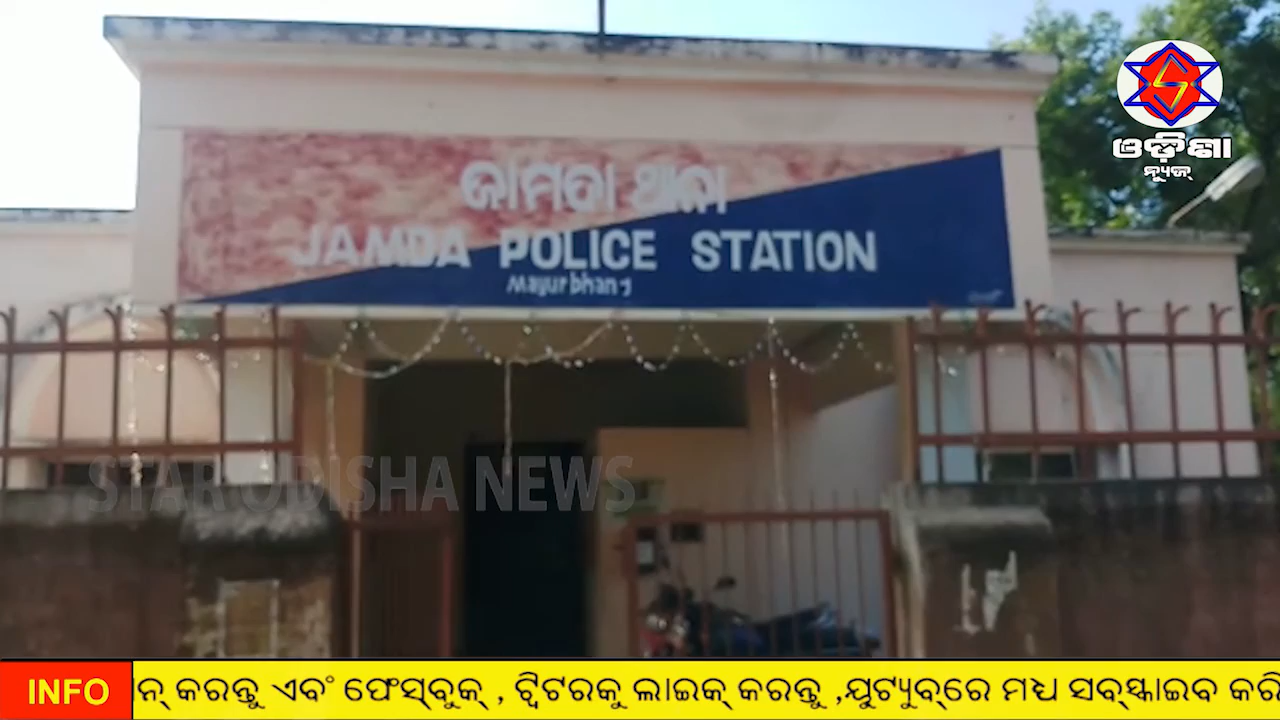 ଓଡ଼ିଶା
ନ୍ୟୁଜ୍
ଜାମଦା ଥାନା
JAMDA POLICE STATION
Mayurbhanj
STAR ODISHA NEWS
INFO ନ୍ କରନ୍ତୁ ଏବଂ ଫେସ୍‌ବୁକ୍ , ଟ୍ୱିଟରକୁ ଲାଇକ୍ କରନ୍ତୁ ,ଯୁଟ୍ୟୁବ୍‌ରେ ମଧ୍ୟ ସବ୍‌ସ୍କ୍ରାଇବ କରି